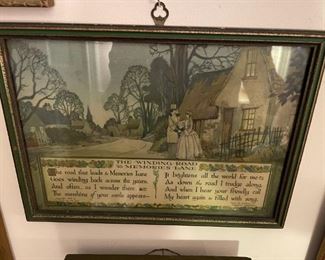 THE WINDING ROAD
TO MEMORIES LANE
The road that leads to Memories Lane
Goes winding back across the years.
And often, as I wander there
The sunshine of your smile appears—
It brightens all the world for me;
As down the road I trudge along,
And when I hear your friendly call
My heart again is filled with song.